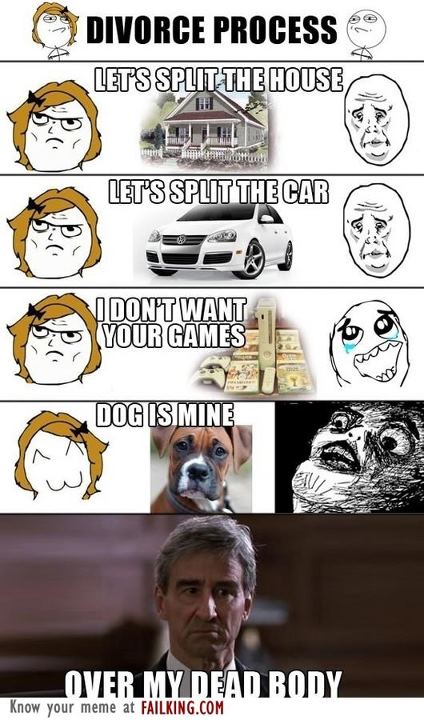 DIVORCE PROCESS
LET'S SPLIT THE HOUSE
LET'S SPLIT THE CAR
I DON'T WANT
YOUR GAMES
DOG IS MINE
OVER MY DEAD BODY
Know your meme at FAILKING.COM